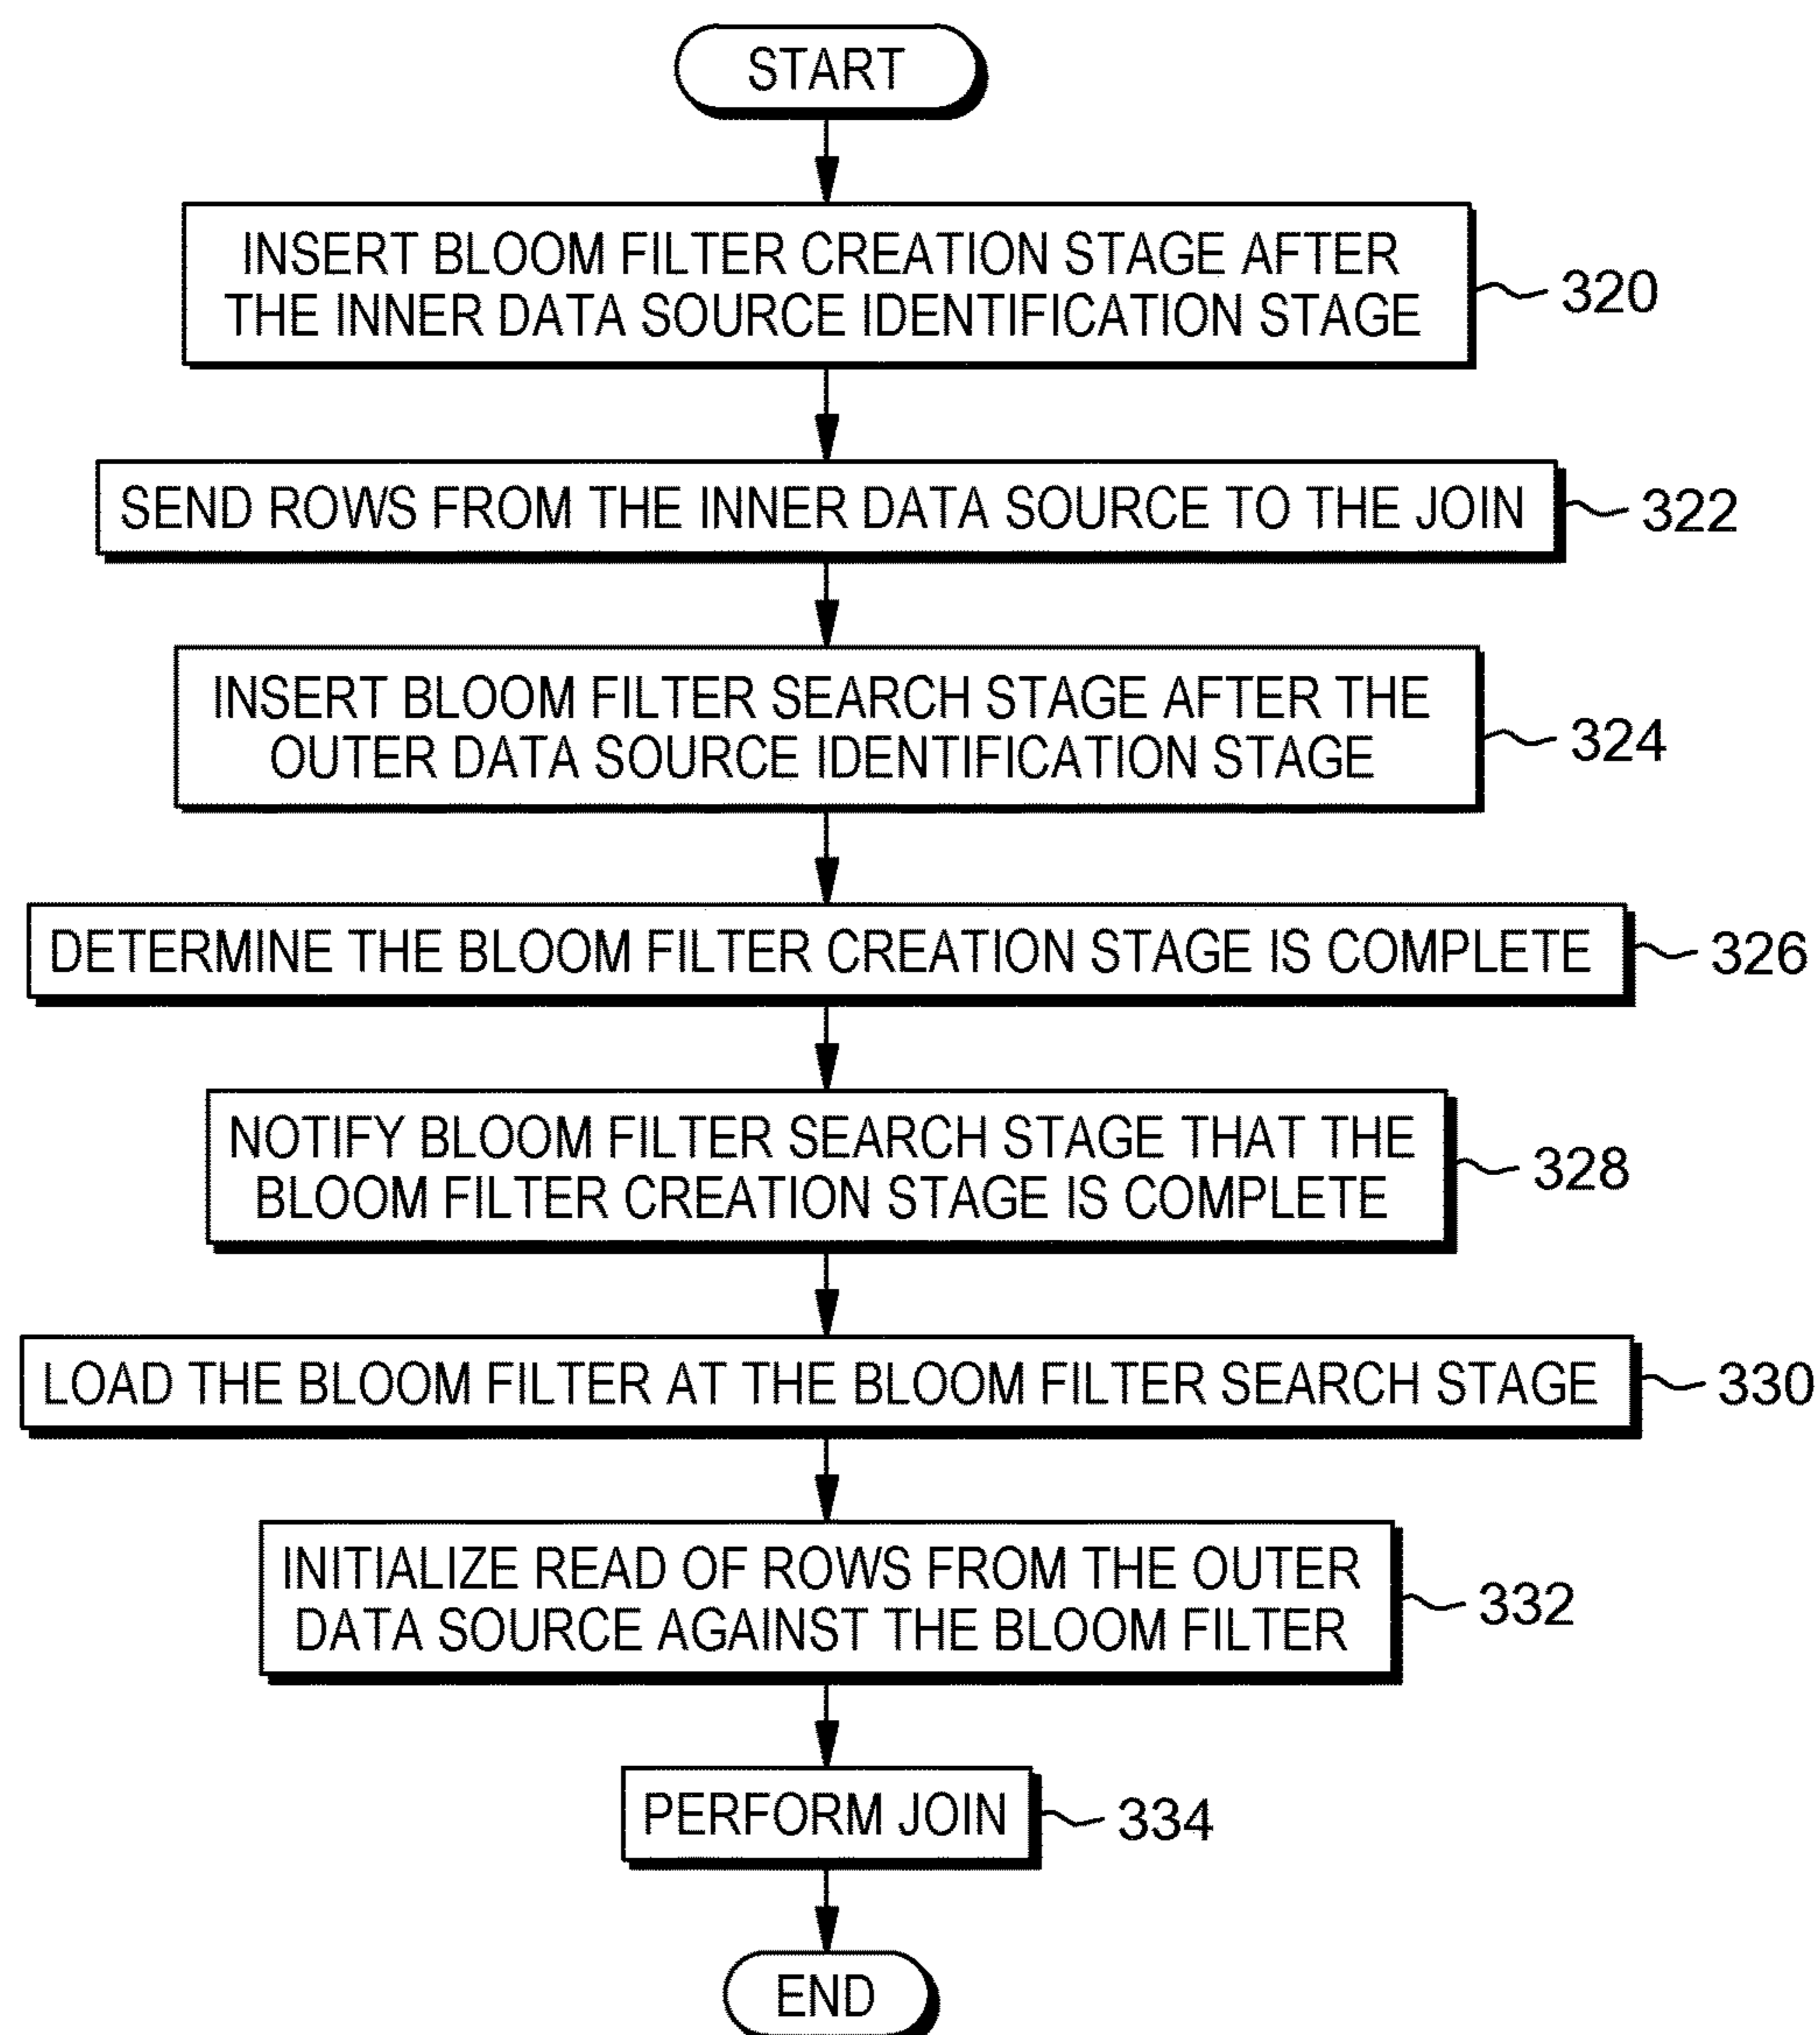 START
INSERT BLOOM FILTER CREATION STAGE AFTER
THE INNER DATA SOURCE IDENTIFICATION STAGE
320
SEND ROWS FROM THE INNER DATA SOURCE TO THE JOIN
322
INSERT BLOOM FILTER SEARCH STAGE AFTER THE
OUTER DATA SOURCE IDENTIFICATION STAGE
324
DETERMINE THE BLOOM FILTER CREATION STAGE IS COMPLETE
326
NOTIFY BLOOM FILTER SEARCH STAGE THAT THE
BLOOM FILTER CREATION STAGE IS COMPLETE
328
LOAD THE BLOOM FILTER AT THE BLOOM FILTER SEARCH STAGE
330
INITIALIZE READ OF ROWS FROM THE OUTER
DATA SOURCE AGAINST THE BLOOM FILTER
332
PERFORM JOIN
334
END